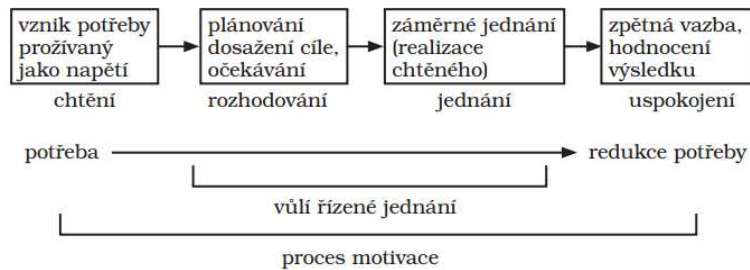 vznik potřeby
prožívaný
jako napětí
plánování
dosažení cíle,
očekávání
záměrné jednání
(realizace
chtěného)
zpětná vazba,
hodnocení
výsledku
chtění
rozhodování
jednání
uspokojení
potřeba
redukce potřeby
vůlí řízené jednání
proces motivace